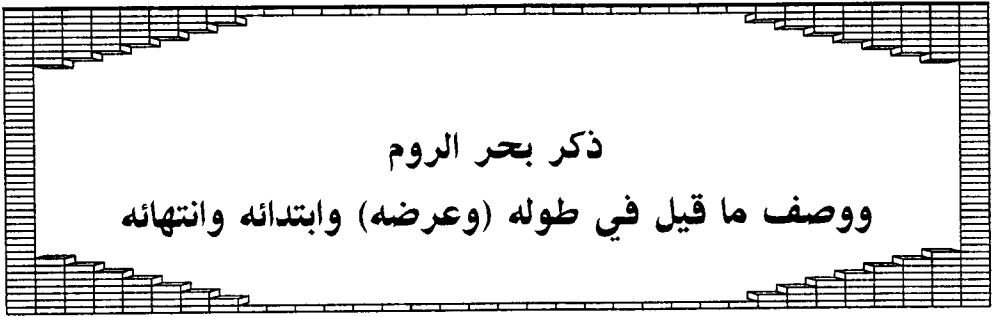 ذكر بحر الروم
ووصف ما قيل في طوله (وعرضه) وابتدائه وانتهائه